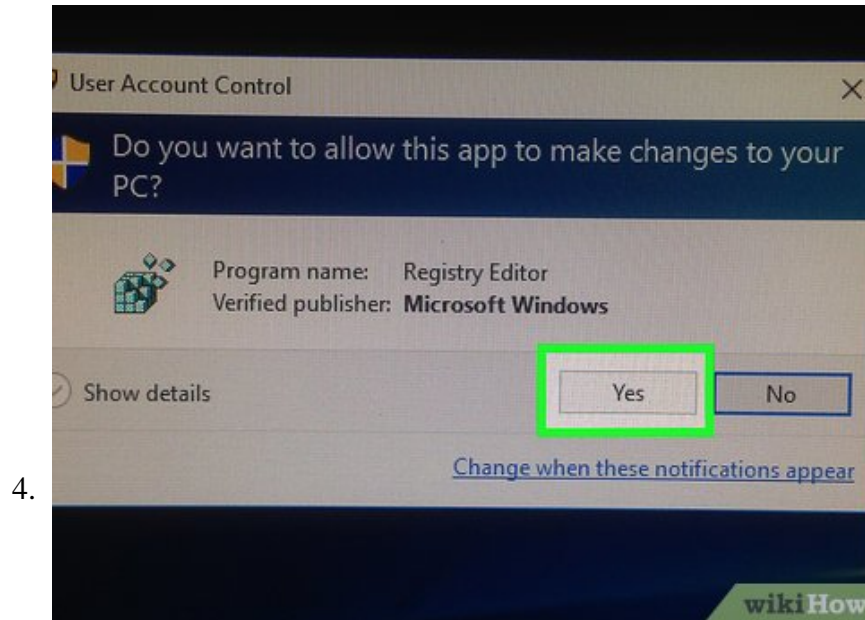 User Account Control
Do you want to allow this app to make changes to your
PC?
Program name: Registry Editor
Verified publisher: Microsoft Windows
Show details
Yes
No
Change when these notifications appear
4.
wikiHow